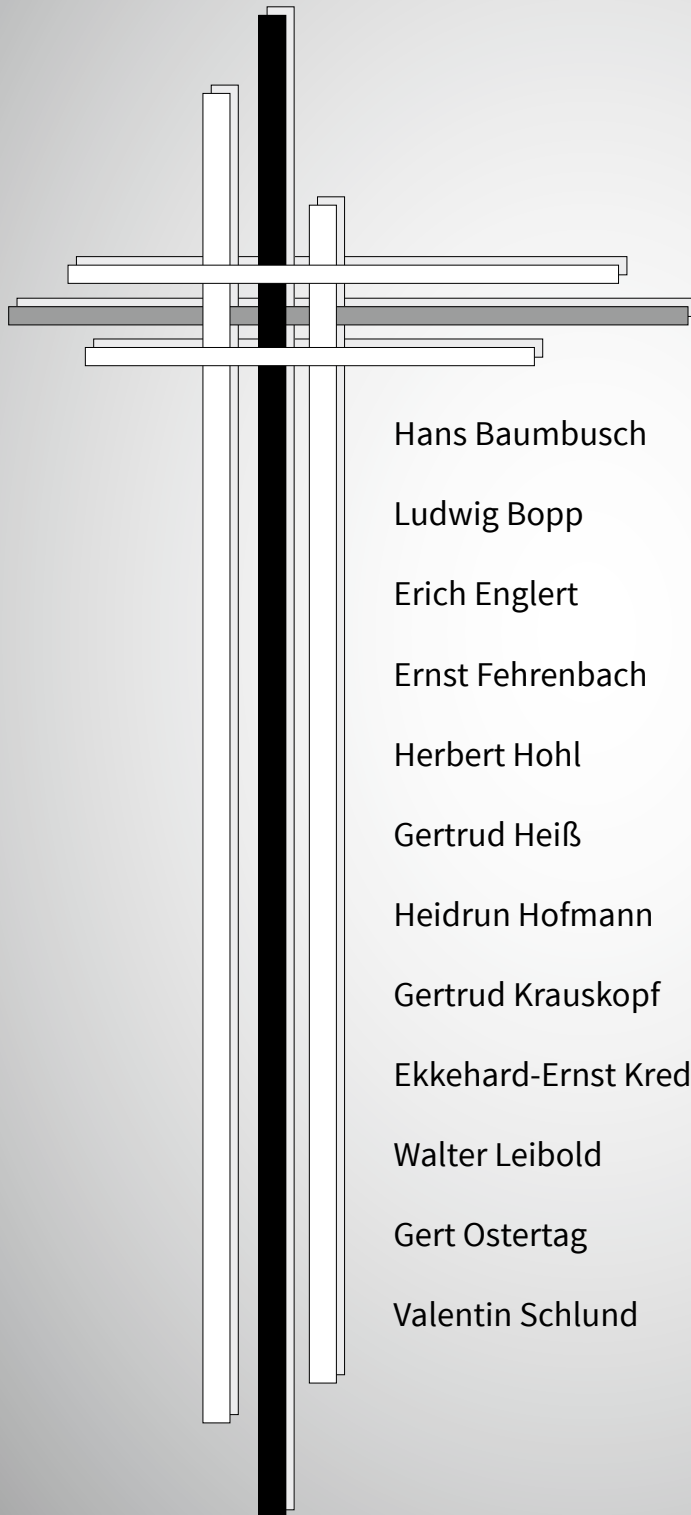 Hans Baumbusch
Ludwig Bopp
Erich Englert
Ernst Fehrenbach
Herbert Hohl
Gertrud Heiß
Heidrun Hofmann
Gertrud Krauskopf
Ekkehard-Ernst
Walter Leibold
Gert Ostertag
Valentin Schlund